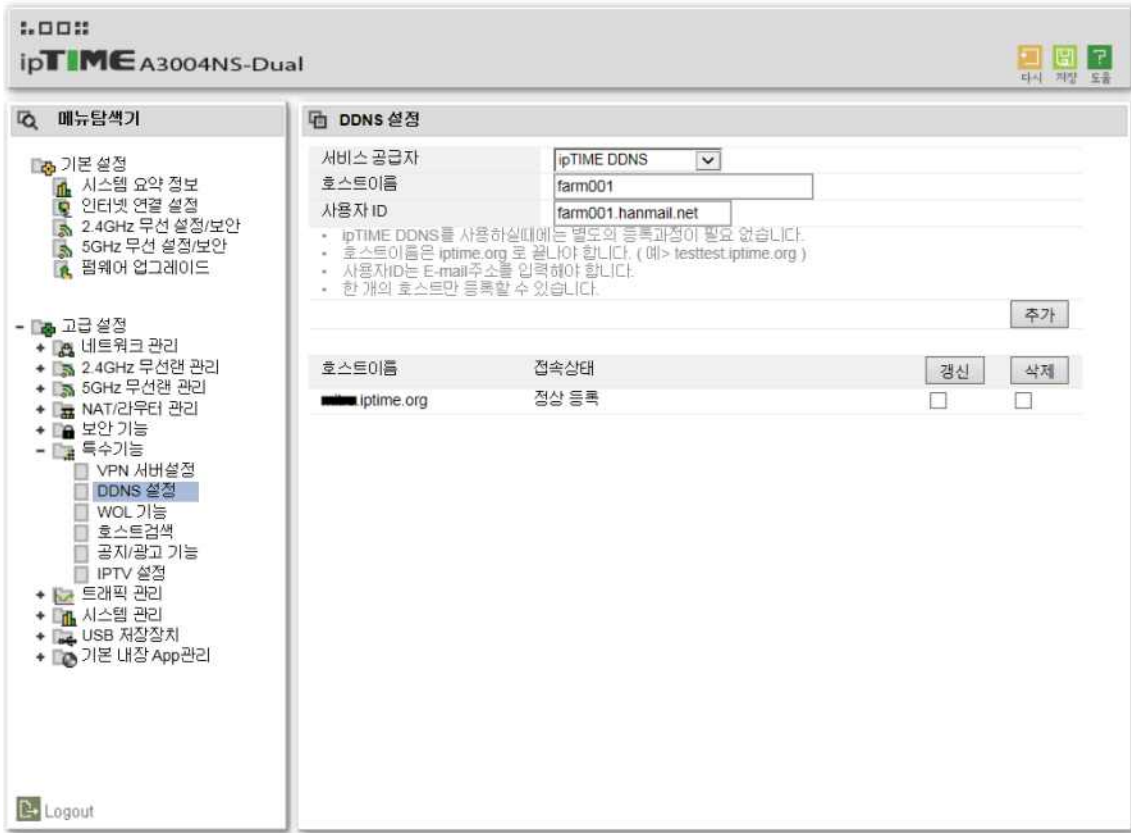 ipTIME A3004NS-Dual
다시 저장 도움
메뉴탐색기
기본 설정
시스템 요약 정보
인터넷 연결 설정
2.4GHz 무선 설정/보안
5GHz 무선 설정/보안
펌웨어 업그레이드
고급 설정
네트워크 관리
2.4GHz 무선랜 관리
5GHz 무선랜 관리
NAT/라우터 관리
보안 기능
특수기능
VPN 서버설정
DDNS 설정
WOL 기능
호스트검색
공지/광고 기능
IPTV 설정
트래픽 관리
시스템 관리
USB 저장장치
기본 내장 App관리
Logout
DDNS 설정
서비스 공급자 ipTIME DDNS
호스트이름 farm001
사용자 ID farm001.hanmail.net
• ipTIME DDNS를 사용하실때에는 별도의 등록과정이 필요 없습니다.
• 호스트이름은 iptime.org 로 끝나야 합니다. ( 예> testtest.iptime.org )
• 사용자ID는 E-mail주소를 입력해야 합니다.
• 한 개의 호스트만 등록할 수 있습니다.
추가
호스트이름 접속상태 갱신 삭제
.iptime.org 정상 등록